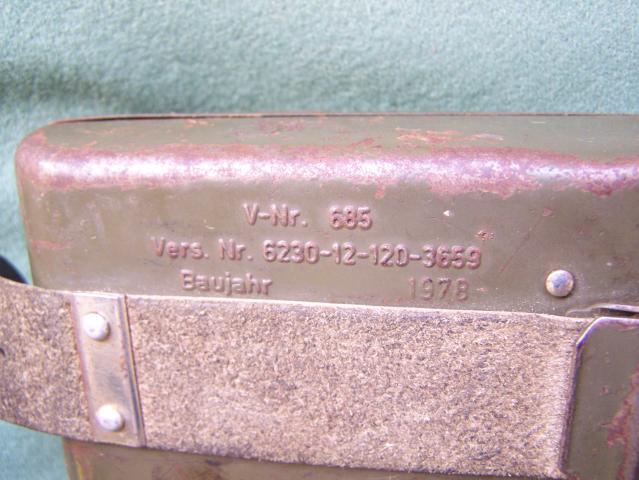 V-Nr. 685
Vers. Nr. 6230-12-120-3659
Baujahr 1978